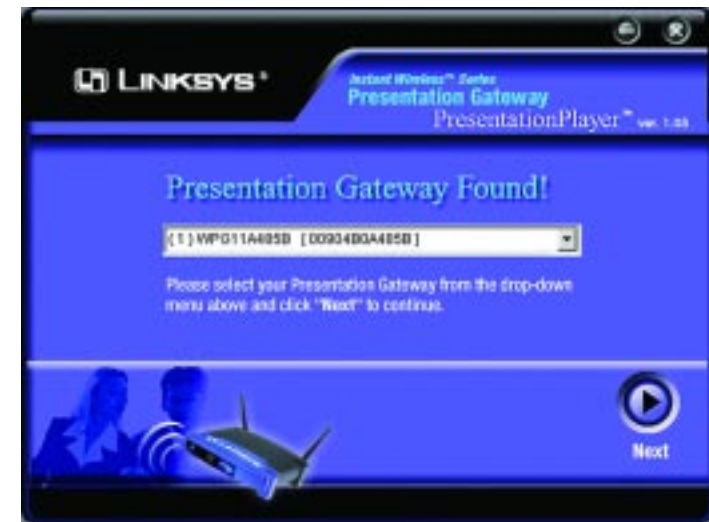 LINKSYS®
Instant Wireless™ Series
Presentation Gateway
PresentationPlayer™ ver. 1.03
Presentation Gateway Found!
(1) WPG11A485B [00904B0A485B]
Please select your Presentation Gateway from the drop-down
menu above and click "Next" to continue.
Next